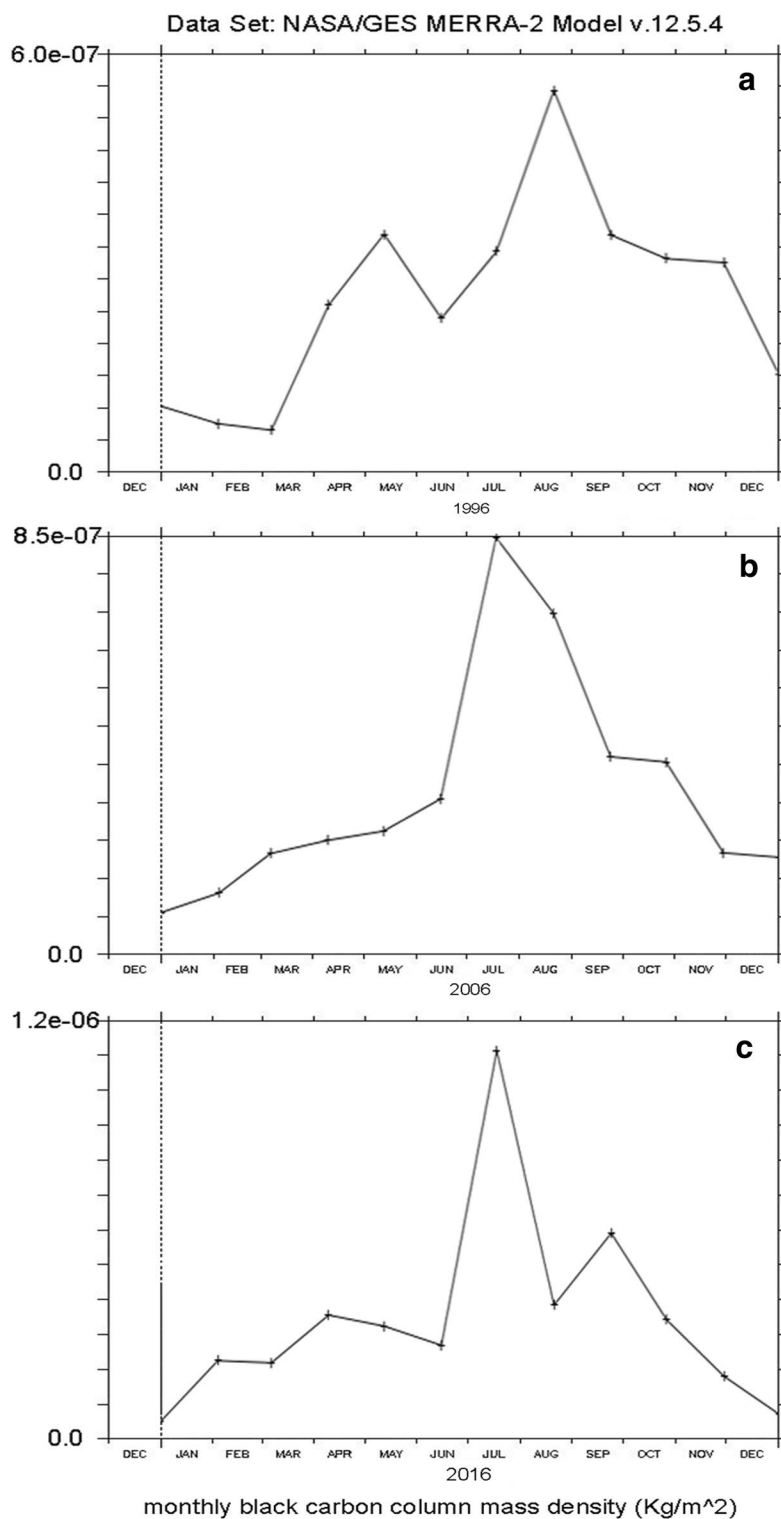 Data Set: NASA/GES MERRA-2 Model v.12.5.4
6.0e-07
a
0.0
DEC JAN FEB MAR APR MAY JUN JUL AUG SEP OCT NOV DEC
1996
8.5e-07
b
0.0
DEC JAN FEB MAR APR MAY JUN JUL AUG SEP OCT NOV DEC
2006
1.2e-06
c
0.0
DEC JAN FEB MAR APR MAY JUN JUL AUG SEP OCT NOV DEC
2016
monthly black carbon column mass density (Kg/m^2)